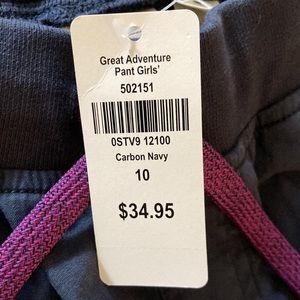 Great Adventure
Pant Girls'
502151
0STV9 12100
Carbon Navy
10
$34.95